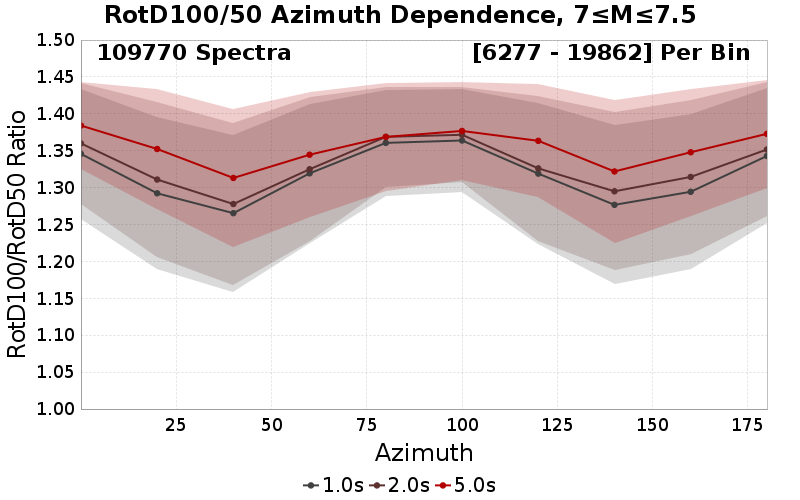 RotD100/50 Azimuth Dependence, 7≤M≤7.5
109770 Spectra
[6277 - 19862] Per Bin
RotD100/RotD50 Ratio
1.50
1.45
1.40
1.35
1.30
1.25
1.20
1.15
1.10
1.05
1.00
25 50 75 100 125 150 175
Azimuth
1.0s 2.0s 5.0s